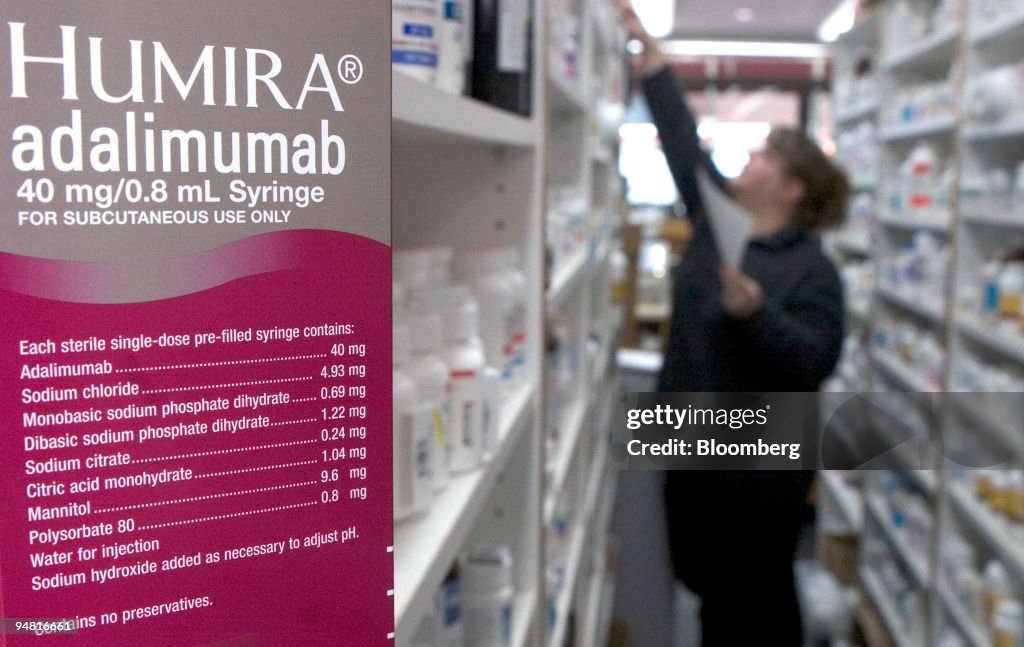 HUMIRA®
adalimumab
40 mg/0.8 mL Syringe
FOR SUBCUTANEOUS USE ONLY
Each sterile single-dose pre-filled syringe contains:
Adalimumab........................................................ 40 mg
Sodium chloride.............................................. 4.93 mg
Monobasic sodium phosphate dihydrate...... 0.69 mg
Dibasic sodium phosphate dihydrate........... 1.22 mg
Sodium citrate................................................ 0.24 mg
Citric acid monohydrate................................ 1.04 mg
Mannitol......................................................... 9.6 mg
Polysorbate 80............................................... 0.8 mg
Water for injection
Sodium hydroxide added as necessary to adjust pH.
Contains no preservatives.
94816661
gettyimages®
Bloomberg